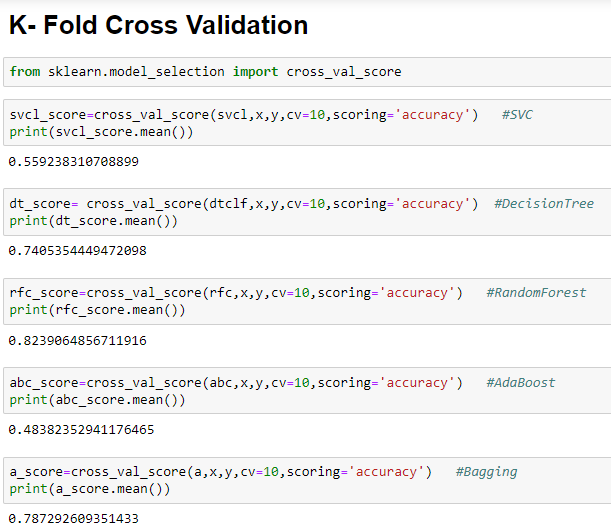 K- Fold Cross Validation
from sklearn.model_selection import cross_val_score
svcl_score=cross_val_score(svcl,x,y,cv=10,scoring='accuracy')   #SVC
print(svcl_score.mean())
0.559238310708899
dt_score= cross_val_score(dtclf,x,y,cv=10,scoring='accuracy')  #DecisionTree
print(dt_score.mean())
0.7405354449472098
rfc_score=cross_val_score(rfc,x,y,cv=10,scoring='accuracy')   #RandomForest
print(rfc_score.mean())
0.8239064856711916
abc_score=cross_val_score(abc,x,y,cv=10,scoring='accuracy')   #AdaBoost
print(abc_score.mean())
0.48382352941176465
a_score=cross_val_score(a,x,y,cv=10,scoring='accuracy')   #Bagging
print(a_score.mean())
0.787292609351433